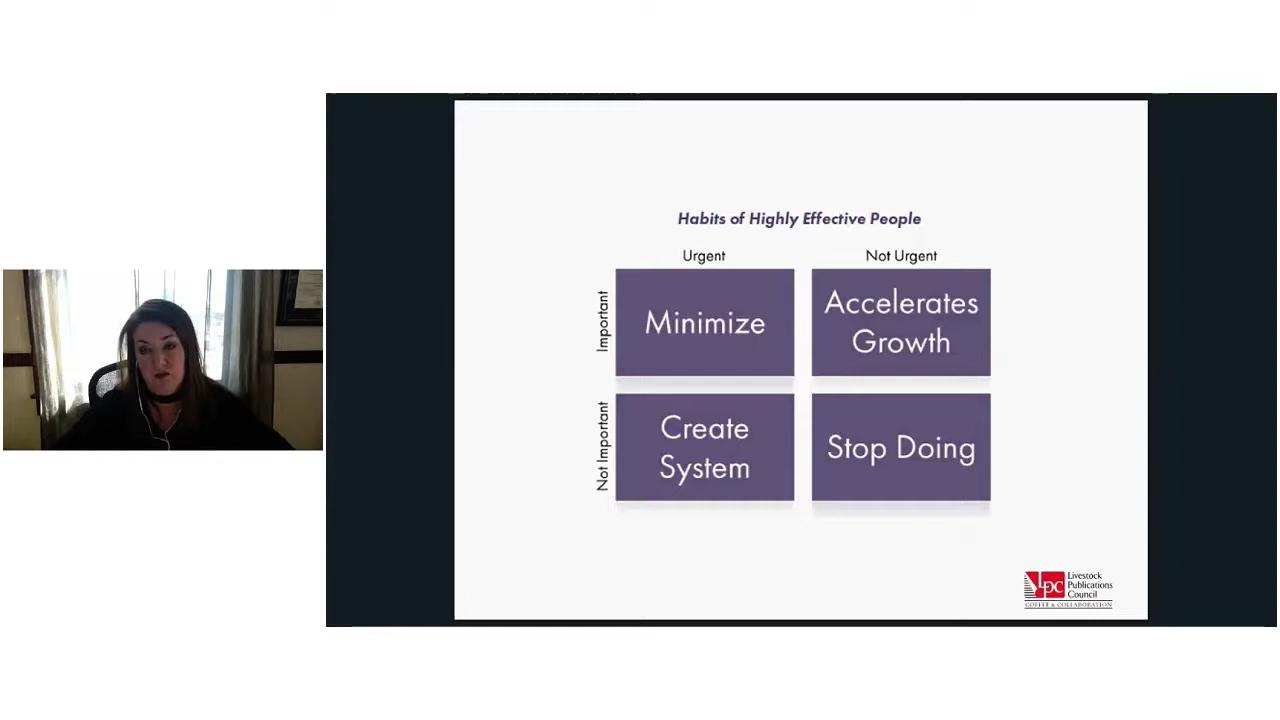 Habits of Highly Effective People
Urgent
Not Urgent
Important
Minimize
Accelerates
Growth
Not Important
Create
System
Stop Doing
LPC
Livestock
Publications
Council
COFFEE & COLLABORATION